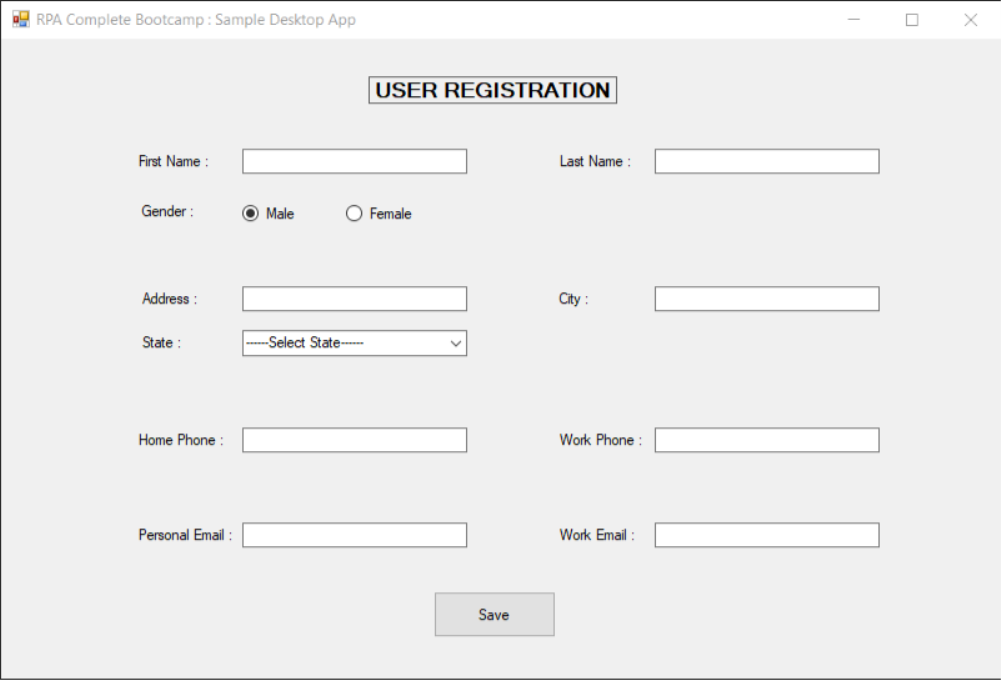 RPA Complete Bootcamp : Sample Desktop App
USER REGISTRATION
First Name :
Last Name :
Gender :
Male
Female
Address :
City :
State :
------Select State------
Home Phone :
Work Phone :
Personal Email :
Work Email :
Save